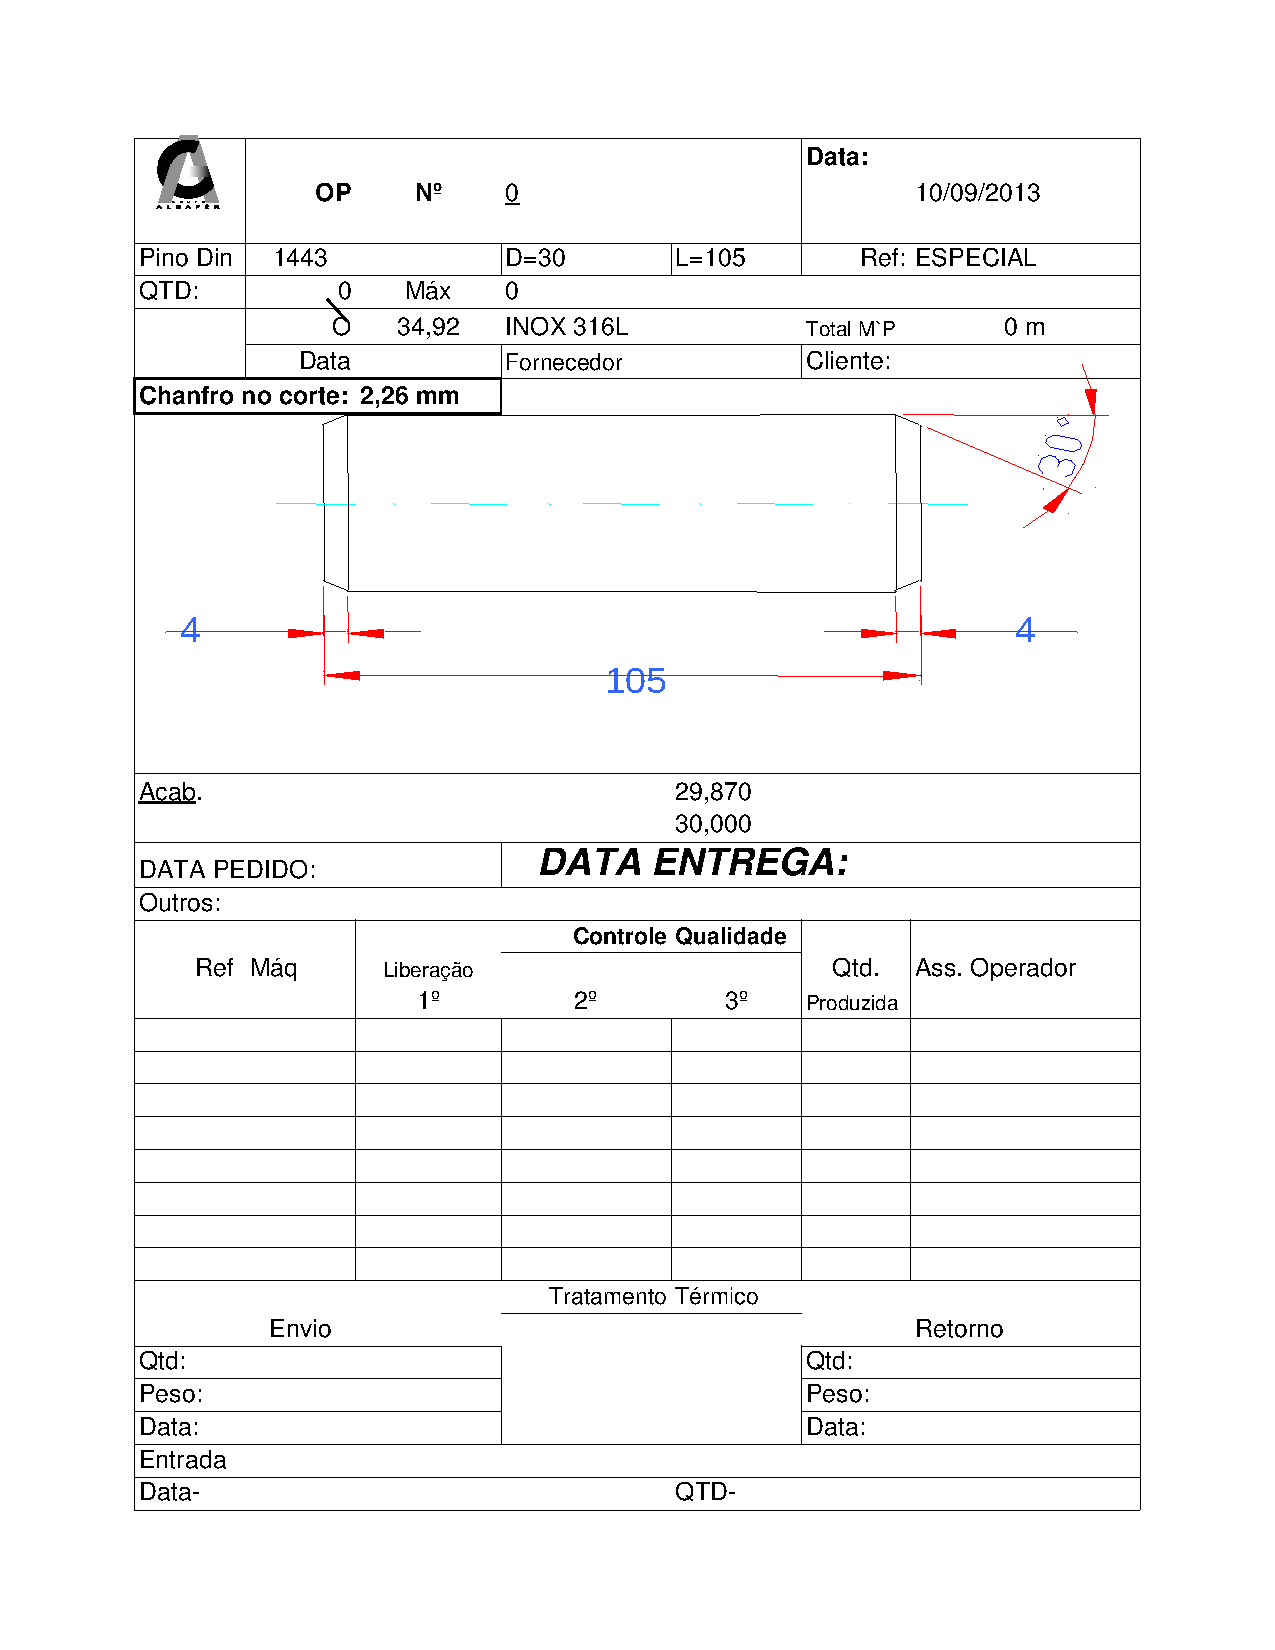 ALBAFER
Data:
OP Nº 0 10/09/2013
Pino Din 1443 D=30 L=105 Ref: ESPECIAL
QTD: 0 Máx 0
O 34,92 INOX 316L Total M`P 0 m
Data Fornecedor Cliente:
Chanfro no corte: 2,26 mm
30°
4 4
105
Acab. 29,870
30,000
DATA PEDIDO: DATA ENTREGA:
Outros:
Controle Qualidade
Ref Máq Liberação Qtd. Ass. Operador
1º 2º 3º Produzida
Tratamento Térmico
Envio Retorno
Qtd: Qtd:
Peso: Peso:
Data: Data:
Entrada
Data- QTD-